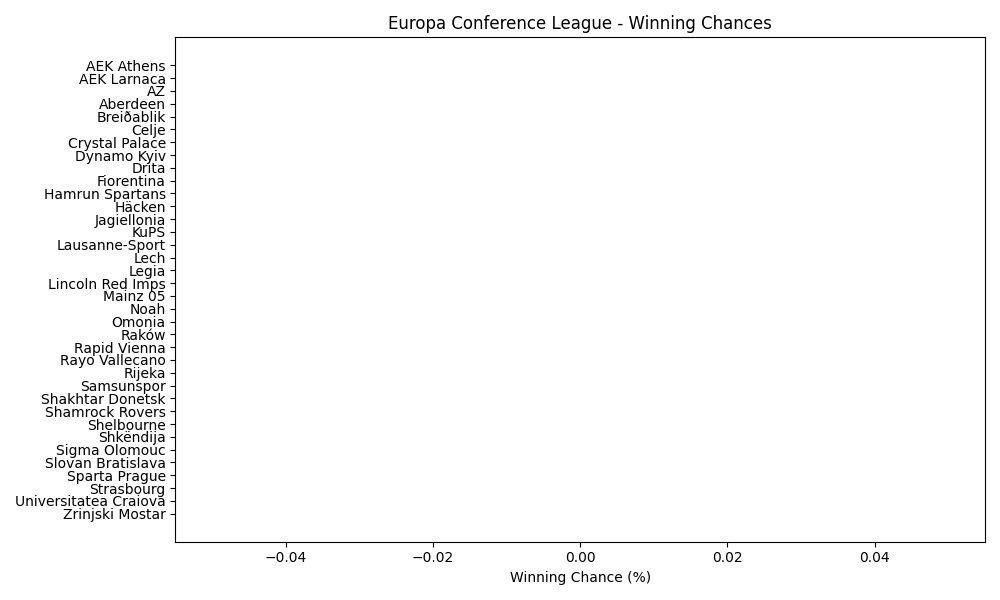 Europa Conference League - Winning Chances
AEK Athens
AEK Larnaca
AZ
Aberdeen
Breiðablik
Celje
Crystal Palace
Dynamo Kyiv
Drita
Fiorentina
Hamrun Spartans
Häcken
Jagiellonia
KuPS
Lausanne-Sport
Lech
Legia
Lincoln Red Imps
Mainz 05
Noah
Omonia
Raków
Rapid Vienna
Rayo Vallecano
Rijeka
Samsunspor
Shakhtar Donetsk
Shamrock Rovers
Shelbourne
Shkëndija
Sigma Olomouc
Slovan Bratislava
Sparta Prague
Strasbourg
Universitatea Craiova
Zrinjski Mostar
−0.04 −0.02 0.00 0.02 0.04
Winning Chance (%)